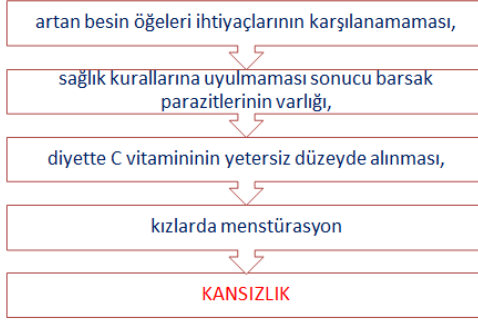 artan besin öğeleri ihtiyaçlarının karşılanamaması,
sağlık kurallarına uyulmaması sonucu barsak
parazitlerinin varlığı,
diyette C vitamininin yetersiz düzeyde alınması,
kızlarda menstürasyon
KANSIZLIK